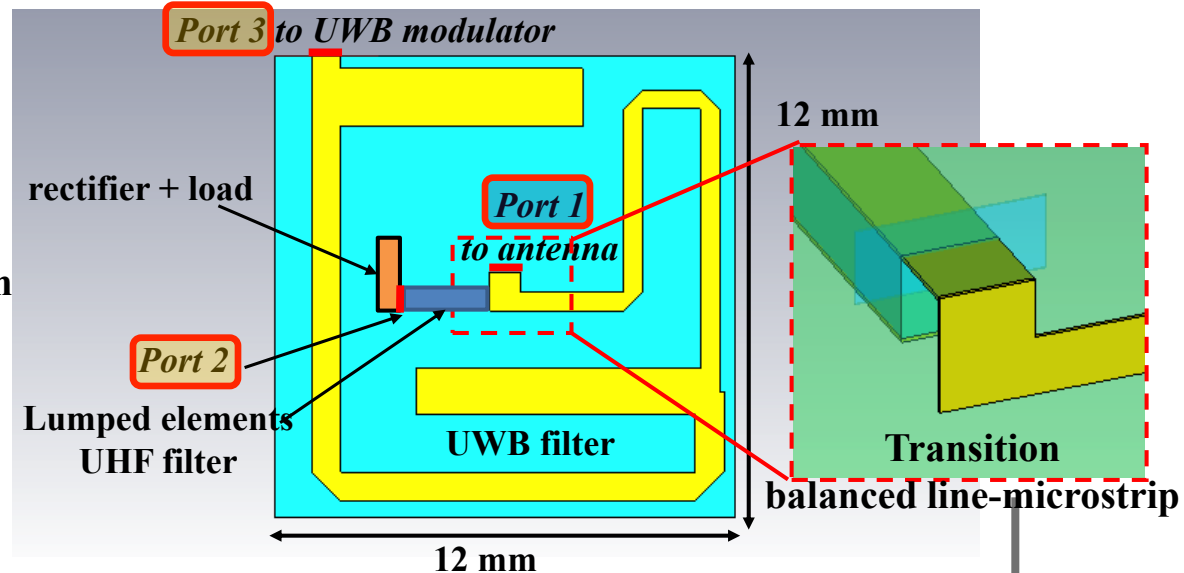 Port 3 to UWB modulator
12 mm
rectifier + load
Port 1
to antenna
Port 2
Lumped elements
UHF filter
UWB filter
Transition
balanced line-microstrip
12 mm